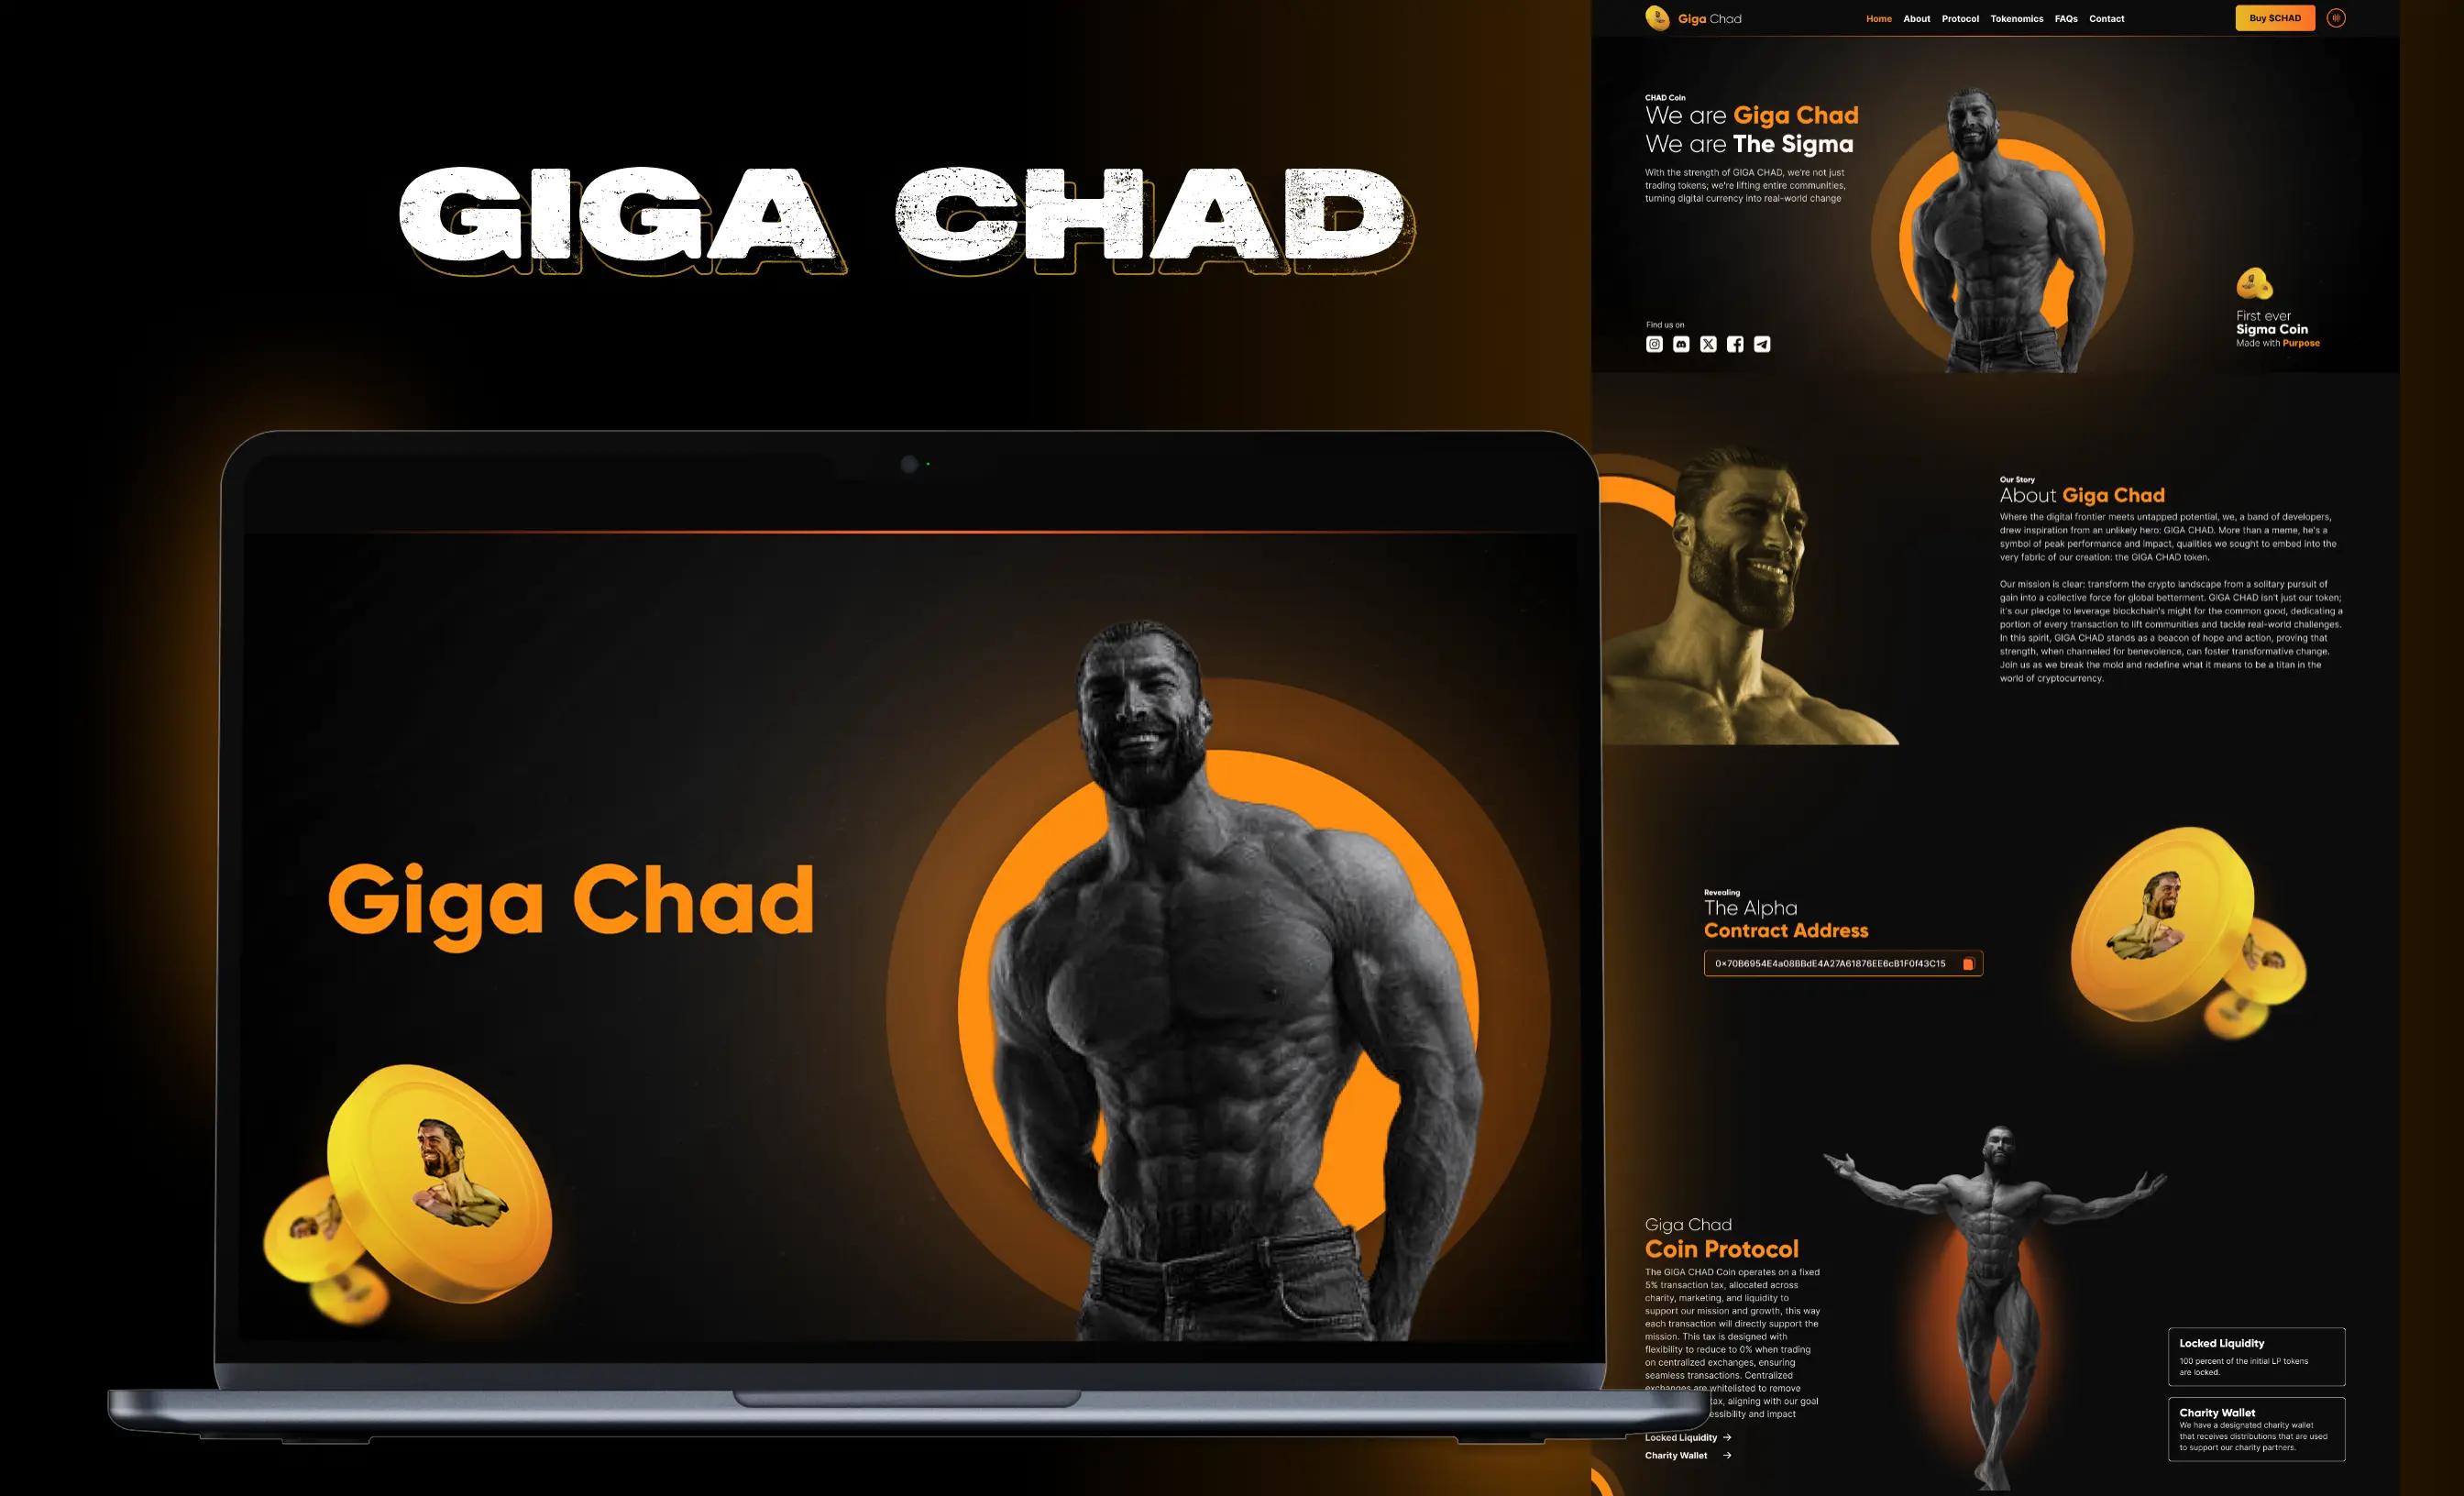 GIGA CHAD
Giga Chad
Giga Chad
Home About Protocol Tokenomics FAQs Contact
Buy $CHAD
CHAD Coin
We are Giga Chad
We are The Sigma
With the strength of GIGA CHAD, we're not just
trading tokens; we're lifting entire communities,
turning digital currency into real-world change
Find us on
First ever
Sigma Coin
Made with Purpose
Our Story
About Giga Chad
Where the digital frontier meets untapped potential, we, a band of developers,
drew inspiration from an unlikely hero: GIGA CHAD. More than a meme, he's a
symbol of peak performance and impact, qualities we sought to embed into the
very fabric of our creation: the GIGA CHAD token.
Our mission is clear: transform the crypto landscape from a solitary pursuit of
gain into a collective force for global betterment. GIGA CHAD isn't just our token;
it's our pledge to leverage blockchain's might for the common good, dedicating a
portion of every transaction to lift communities and tackle real-world challenges.
In this spirit, GIGA CHAD stands as a beacon of hope and action, proving that
strength, when channeled for benevolence, can foster transformative change.
Join us as we break the mold and redefine what it means to be a titan in the
world of cryptocurrency.
Revealing
The Alpha
Contract Address
0x70B6954E4a08BBdE4A27A61876EE6cB1F0f43C15
Giga Chad
Coin Protocol
The GIGA CHAD Coin operates on a fixed
5% transaction tax, allocated across
charity, marketing, and liquidity to
support our mission and growth, this way
each transaction will directly support the
mission. This tax is designed with
flexibility to reduce to 0% when trading
on centralized exchanges, ensuring
seamless transactions. Centralized
exchanges are whitelisted to remove
tax, aligning with our goal
essibility and impact
Locked Liquidity
Charity Wallet
Locked Liquidity
100 percent of the initial LP tokens
are locked.
Charity Wallet
We have a designated charity wallet
that receives distributions that are used
to support our charity partners.